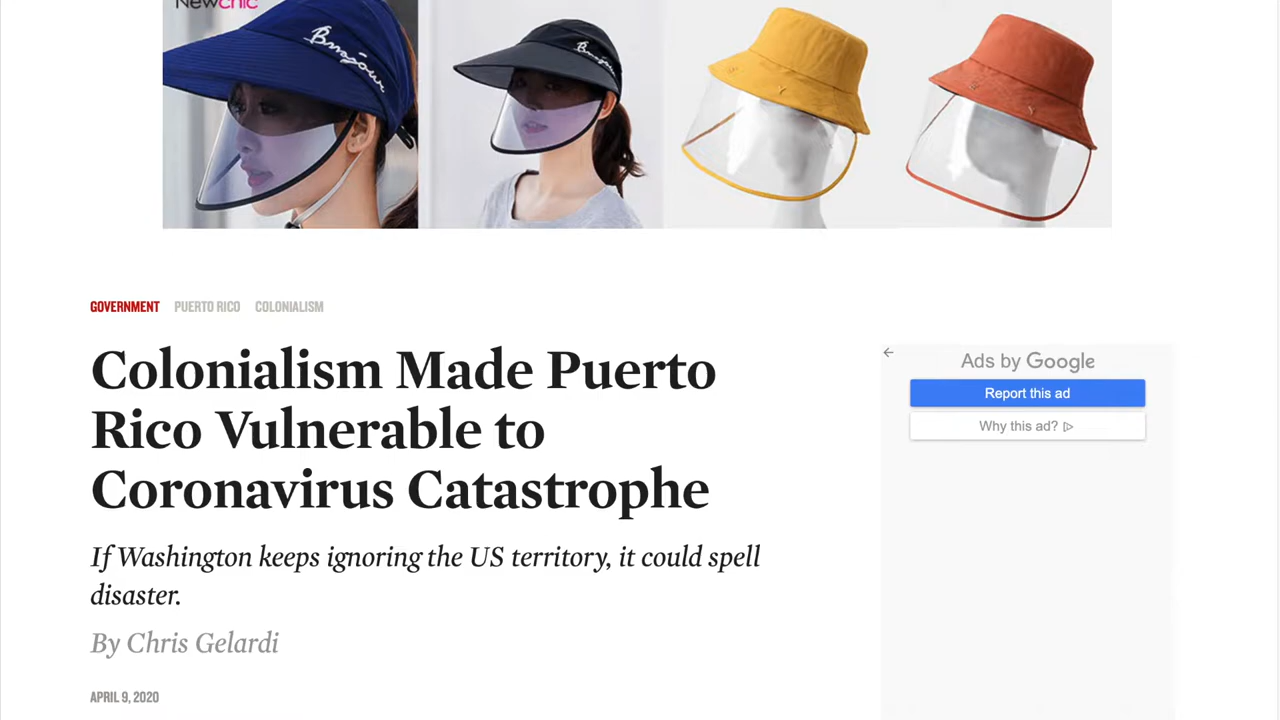 Newchic
Bonjour
Bonjour
GOVERNMENT PUERTO RICO COLONIALISM
Colonialism Made Puerto
Rico Vulnerable to
Coronavirus Catastrophe
If Washington keeps ignoring the US territory, it could spell
disaster.
By Chris Gelardi
APRIL 9, 2020
Ads by Google
Report this ad
Why this ad?